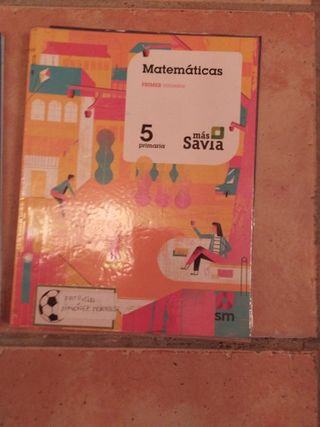 Matemáticas
PRIMER trimestre
5
primaria
más
Savia
sm